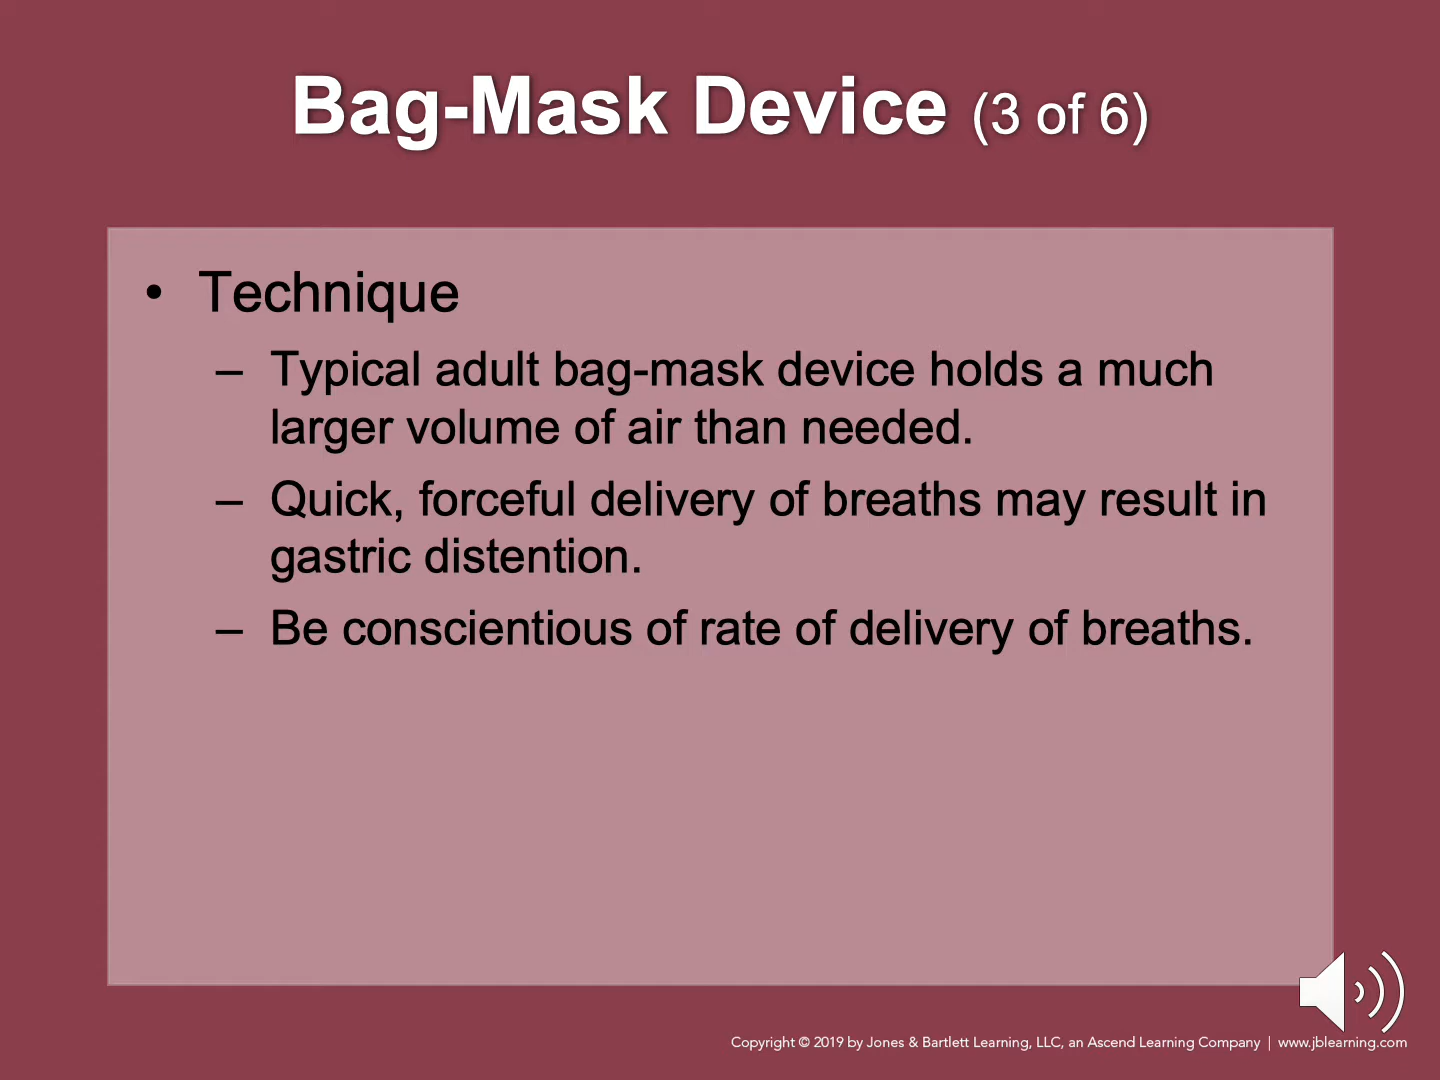 Bag-Mask Device (3 of 6)
• Technique
– Typical adult bag-mask device holds a much
larger volume of air than needed.
– Quick, forceful delivery of breaths may result in
gastric distention.
– Be conscientious of rate of delivery of breaths.
Copyright © 2019 by Jones & Bartlett Learning, LLC, an Ascend Learning Company | www.jblearning.com